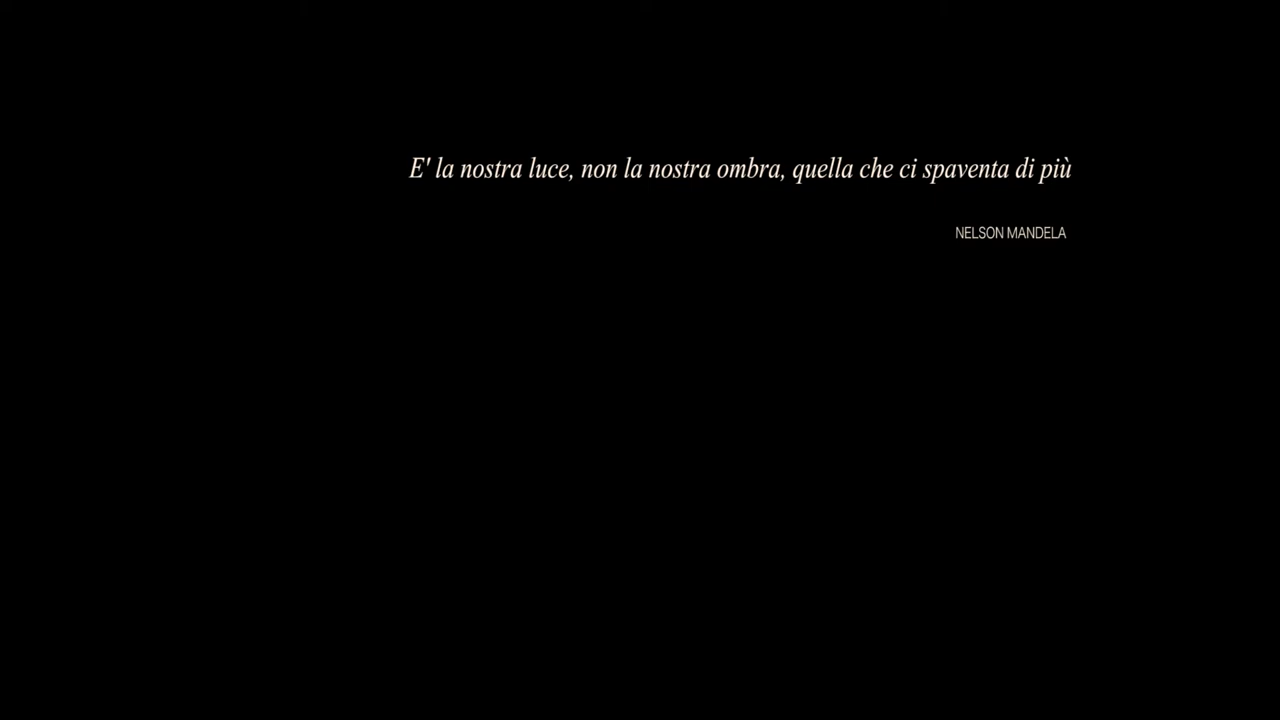 E' la nostra luce, non la nostra ombra, quella che ci spaventa di più
NELSON MANDELA